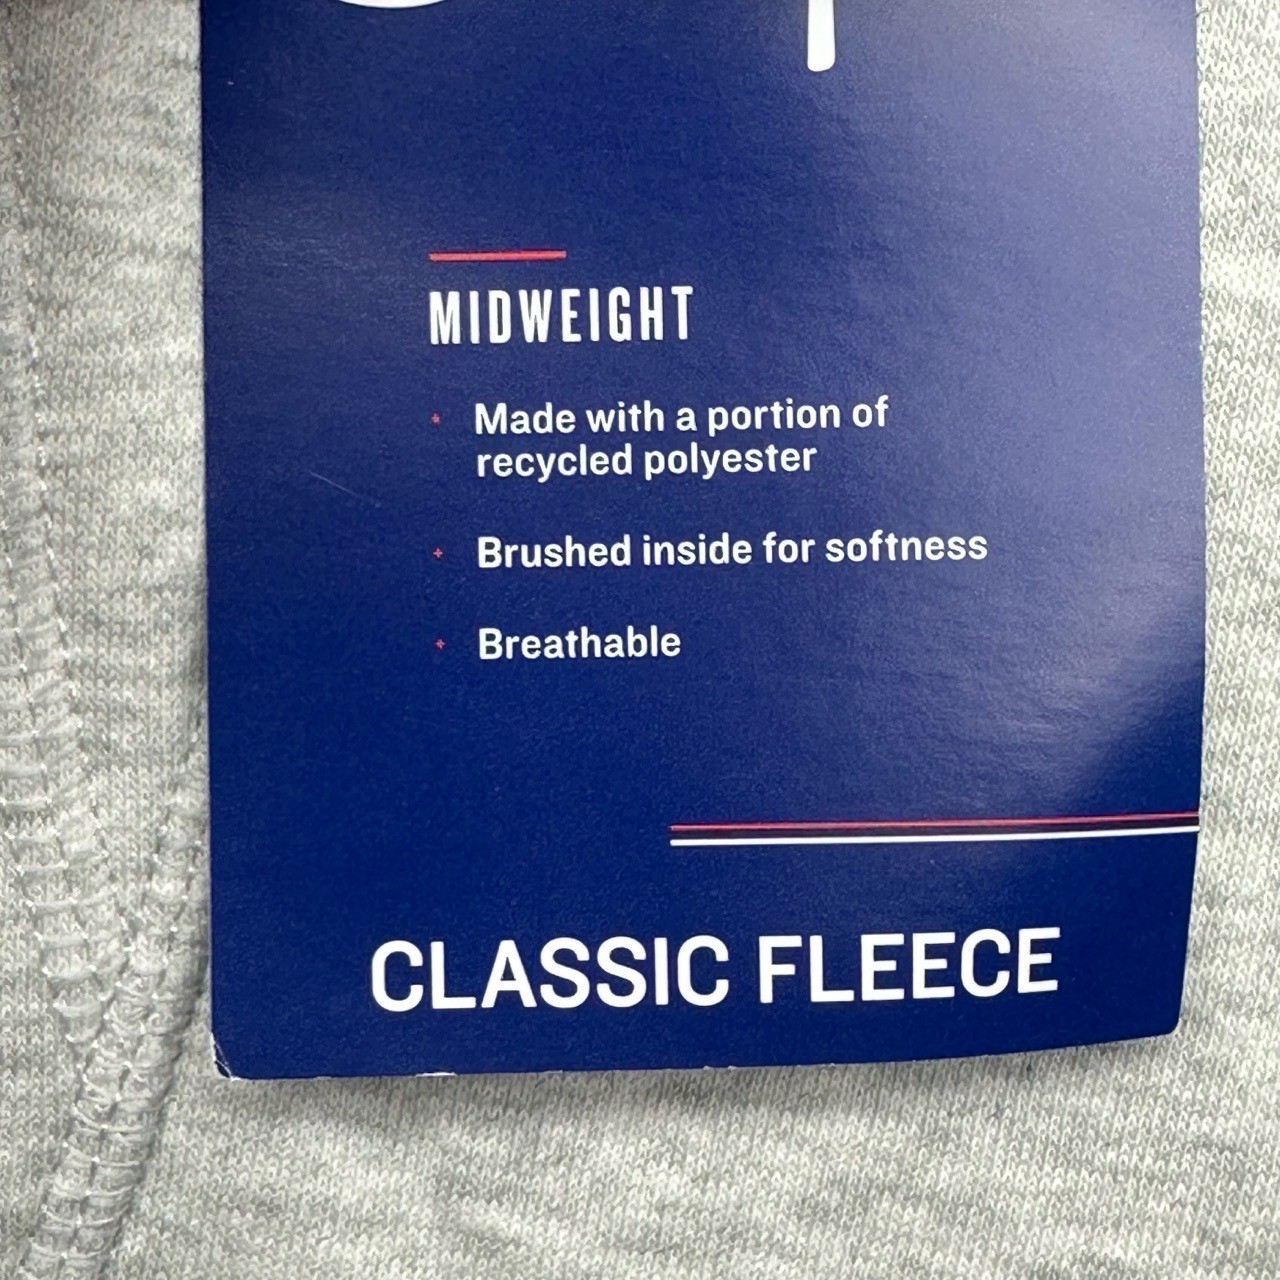 MIDWEIGHT
Made with a portion of
recycled polyester
Brushed inside for softness
Breathable
CLASSIC FLEECE